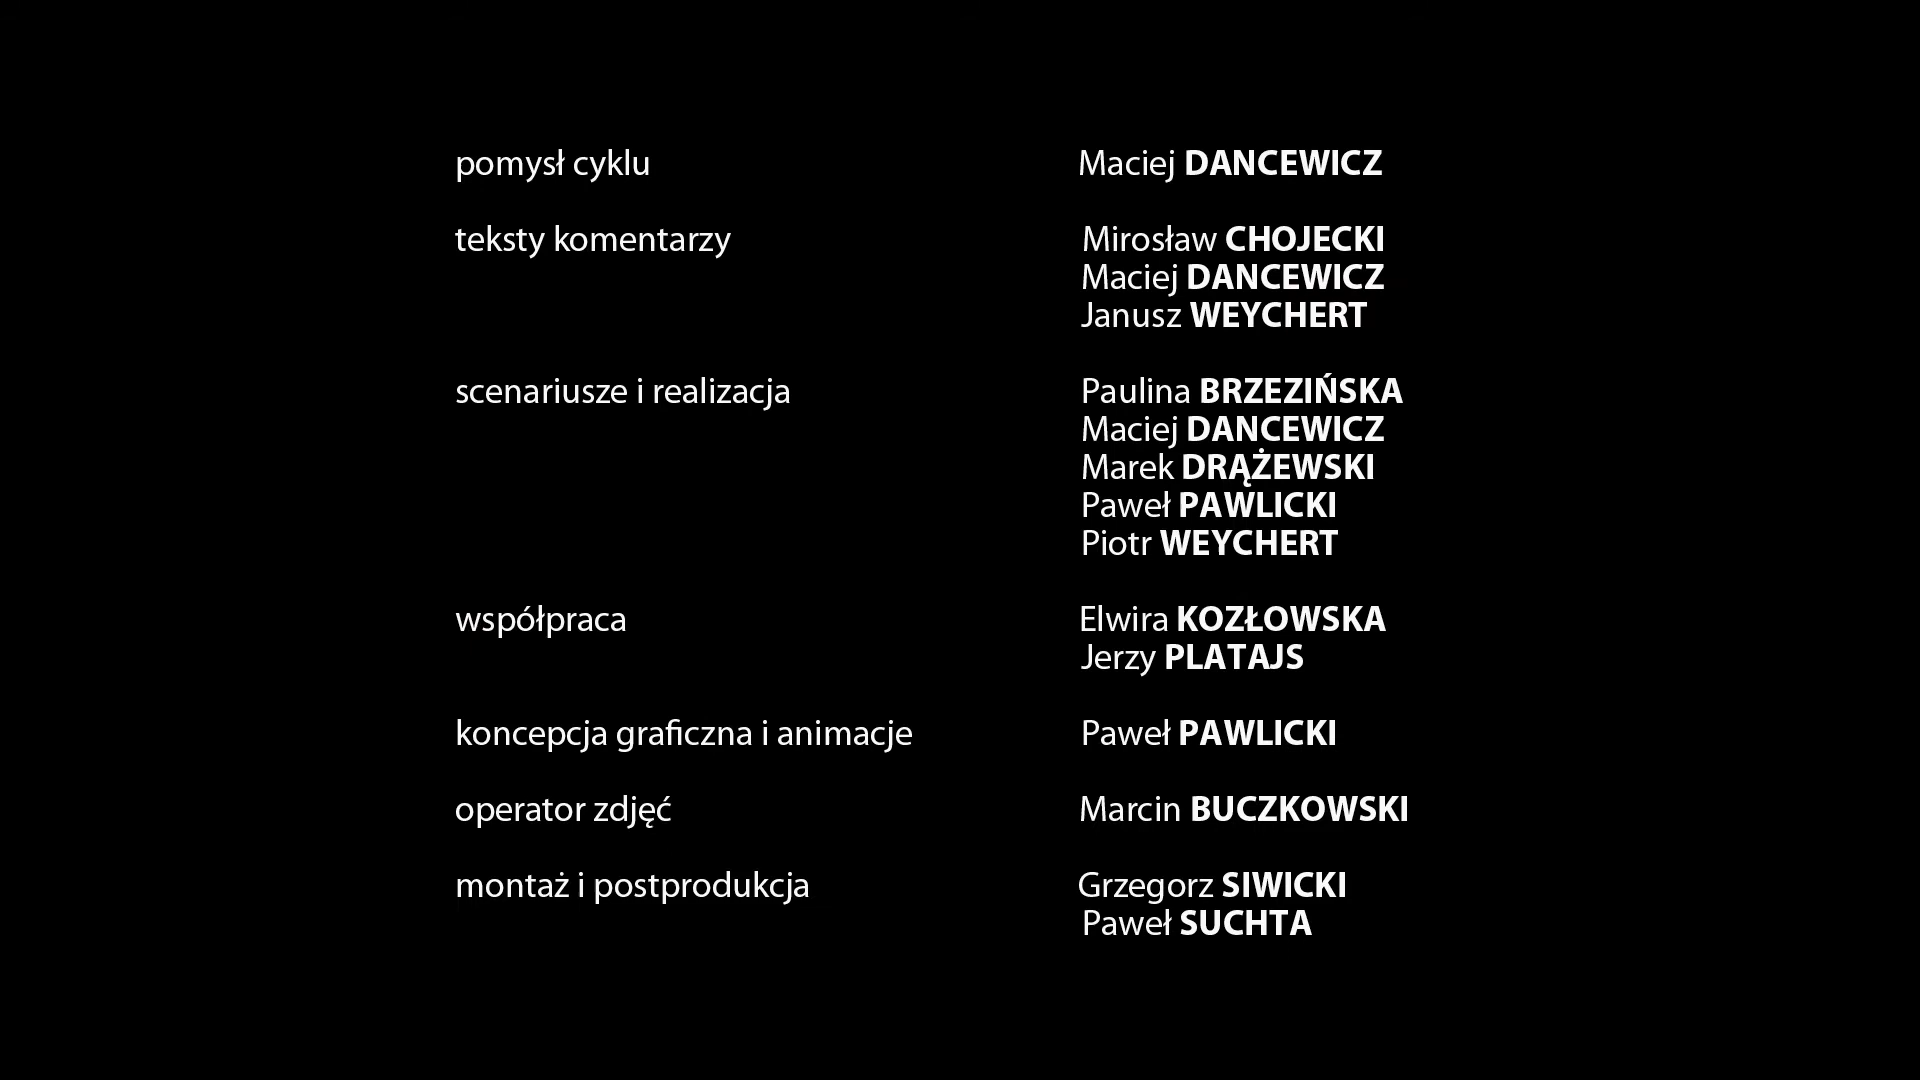 pomysł cyklu Maciej DANCEWICZ
teksty komentarzy Mirosław CHOJECKI
Maciej DANCEWICZ
Janusz WEYCHERT
scenariusze i realizacja Paulina BRZEZIŃSKA
Maciej DANCEWICZ
Marek DRĄŻEWSKI
Paweł PAWLICKI
Piotr WEYCHERT
współpraca Elwira KOZŁOWSKA
Jerzy PLATAJS
koncepcja graficzna i animacje Paweł PAWLICKI
operator zdjęć Marcin BUCZKOWSKI
montaż i postprodukcja Grzegorz SIWICKI
Paweł SUCHTA